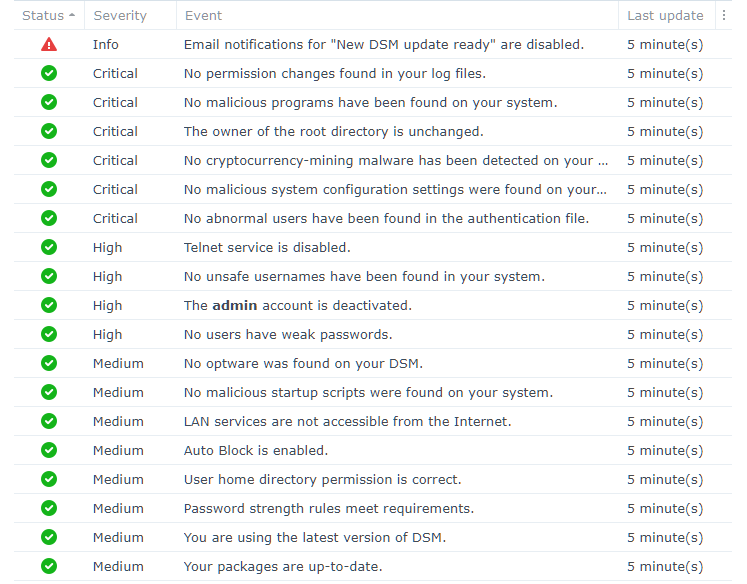 Status Severity Event Last update
Info Email notifications for "New DSM update ready" are disabled. 5 minute(s)
Critical No permission changes found in your log files. 5 minute(s)
Critical No malicious programs have been found on your system. 5 minute(s)
Critical The owner of the root directory is unchanged. 5 minute(s)
Critical No cryptocurrency-mining malware has been detected on your ... 5 minute(s)
Critical No malicious system configuration settings were found on your... 5 minute(s)
Critical No abnormal users have been found in the authentication file. 5 minute(s)
High Telnet service is disabled. 5 minute(s)
High No unsafe usernames have been found in your system. 5 minute(s)
High The admin account is deactivated. 5 minute(s)
High No users have weak passwords. 5 minute(s)
Medium No optware was found on your DSM. 5 minute(s)
Medium No malicious startup scripts were found on your system. 5 minute(s)
Medium LAN services are not accessible from the Internet. 5 minute(s)
Medium Auto Block is enabled. 5 minute(s)
Medium User home directory permission is correct. 5 minute(s)
Medium Password strength rules meet requirements. 5 minute(s)
Medium You are using the latest version of DSM. 5 minute(s)
Medium Your packages are up-to-date. 5 minute(s)